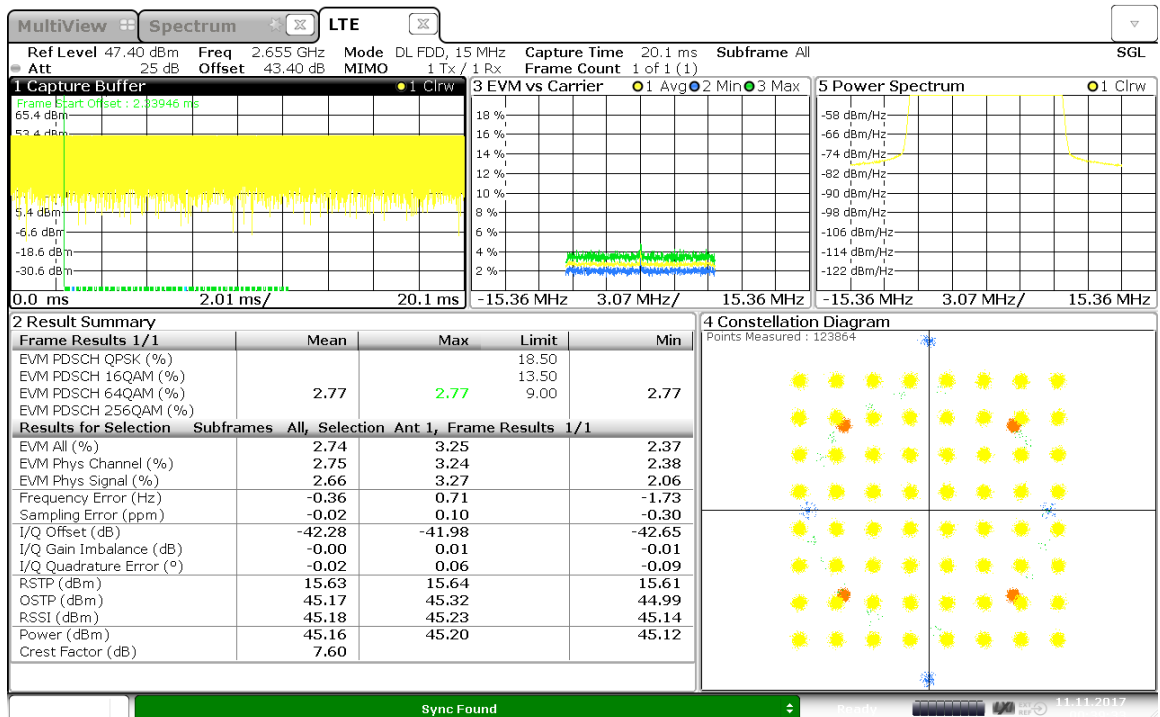 MultiView Spectrum LTE
Ref Level 47.40 dBm Freq 2.655 GHz Mode DL FDD, 15 MHz Capture Time 20.1 ms Subframe All SGL
Att 25 dB Offset 43.40 dB MIMO 1 Tx / 1 Rx Frame Count 1 of 1 (1)
1 Capture Buffer 1 Clrw
Frame Start Offset : 2.33946 ms
65.4 dBm
53.4 dBm
5.4 dBm
-6.6 dBm
-18.6 dBm
-30.6 dBm
0.0 ms 2.01 ms/ 20.1 ms
3 EVM vs Carrier 1 Avg 2 Min 3 Max
18 %
16 %
14 %
12 %
10 %
8 %
6 %
4 %
2 %
-15.36 MHz 3.07 MHz/ 15.36 MHz
5 Power Spectrum 1 Clrw
-58 dBm/Hz
-66 dBm/Hz
-74 dBm/Hz
-82 dBm/Hz
-90 dBm/Hz
-98 dBm/Hz
-106 dBm/Hz
-114 dBm/Hz
-122 dBm/Hz
-15.36 MHz 3.07 MHz/ 15.36 MHz
2 Result Summary
Frame Results 1/1 Mean Max Limit Min
EVM PDSCH QPSK (%) 18.50
EVM PDSCH 16QAM (%) 13.50
EVM PDSCH 64QAM (%) 2.77 2.77 9.00 2.77
EVM PDSCH 256QAM (%)
Results for Selection Subframes All, Selection Ant 1, Frame Results 1/1
EVM All (%) 2.74 3.25 2.37
EVM Phys Channel (%) 2.75 3.24 2.38
EVM Phys Signal (%) 2.66 3.27 2.06
Frequency Error (Hz) -0.36 0.71 -1.73
Sampling Error (ppm) -0.02 0.10 -0.30
I/Q Offset (dB) -42.28 -41.98 -42.65
I/Q Gain Imbalance (dB) -0.00 0.01 -0.01
I/Q Quadrature Error (º) -0.02 0.06 -0.09
RSTP (dBm) 15.63 15.64 15.61
OSTP (dBm) 45.17 45.32 44.99
RSSI (dBm) 45.18 45.23 45.14
Power (dBm) 45.16 45.20 45.12
Crest Factor (dB) 7.60
4 Constellation Diagram
Points Measured : 123864
Sync Found Ready LXI EXT REF 11.11.2017